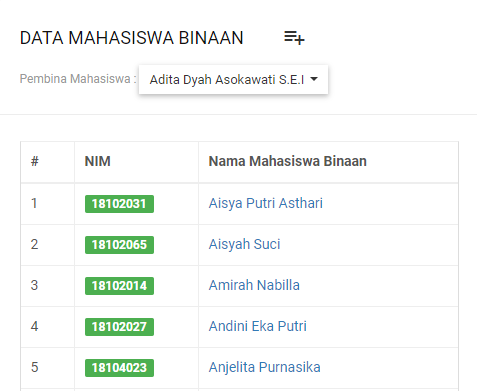 DATA MAHASISWA BINAAN
Pembina Mahasiswa : Adita Dyah Asokawati S.E.I
# NIM Nama Mahasiswa Binaan
1 18102031 Aisya Putri Asthari
2 18102065 Aisyah Suci
3 18102014 Amirah Nabilla
4 18102027 Andini Eka Putri
5 18104023 Anjelita Purnasika